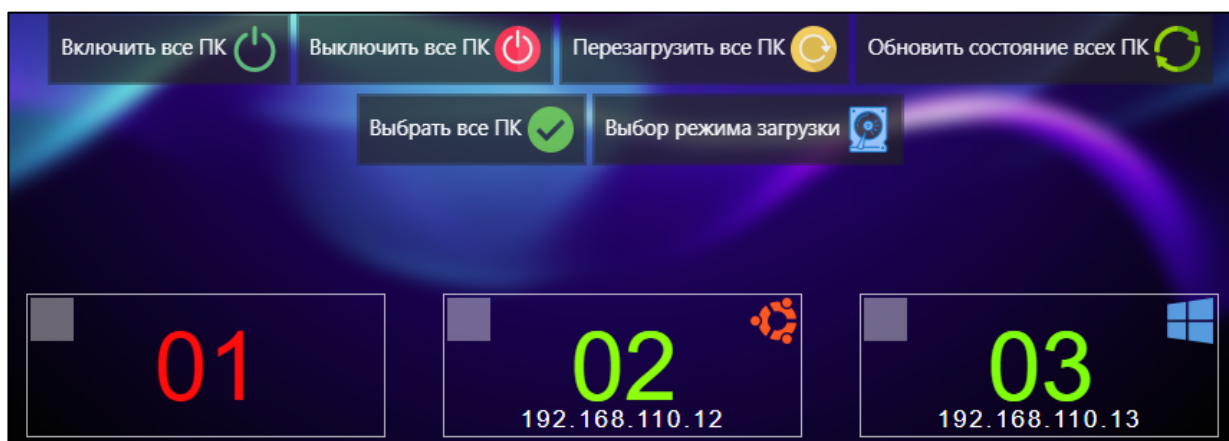 Включить все ПК
Выключить все ПК
Перезагрузить все ПК
Обновить состояние всех ПК
Выбрать все ПК
Выбор режима загрузки
01
02
192.168.110.12
03
192.168.110.13